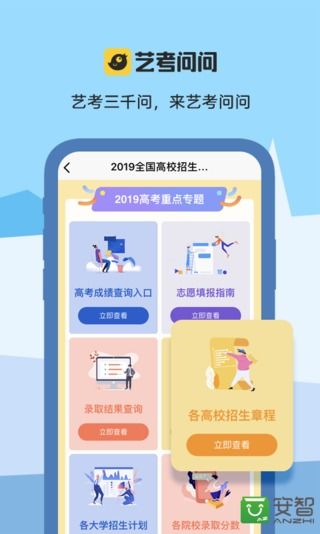 艺考问问
艺考三千问，来艺考问问
2019全国高校招生...
2019高考重点专题
高考成绩查询入口
立即查看
志愿填报指南
立即查看
录取结果查询
立即查看
各高校招生章程
立即查看
各大学招生计划
各院校录取分数
安智
ANZHI